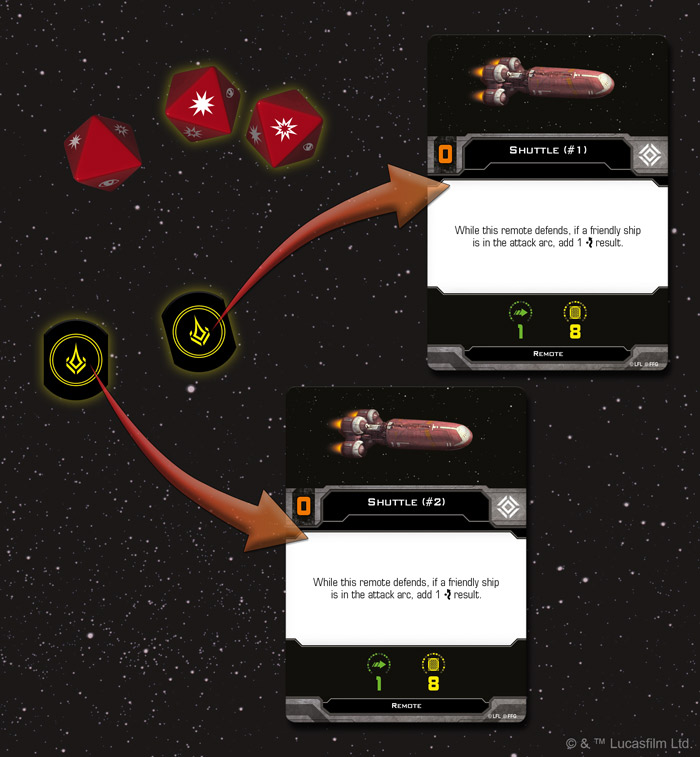 0
SHUTTLE (#1)
While this remote defends, if a friendly ship
is in the attack arc, add 1 result.
1
8
REMOTE
©LFL ©FFG
0
SHUTTLE (#2)
While this remote defends, if a friendly ship
is in the attack arc, add 1 result.
1
8
REMOTE
©LFL ©FFG
© & ™ Lucasfilm Ltd.